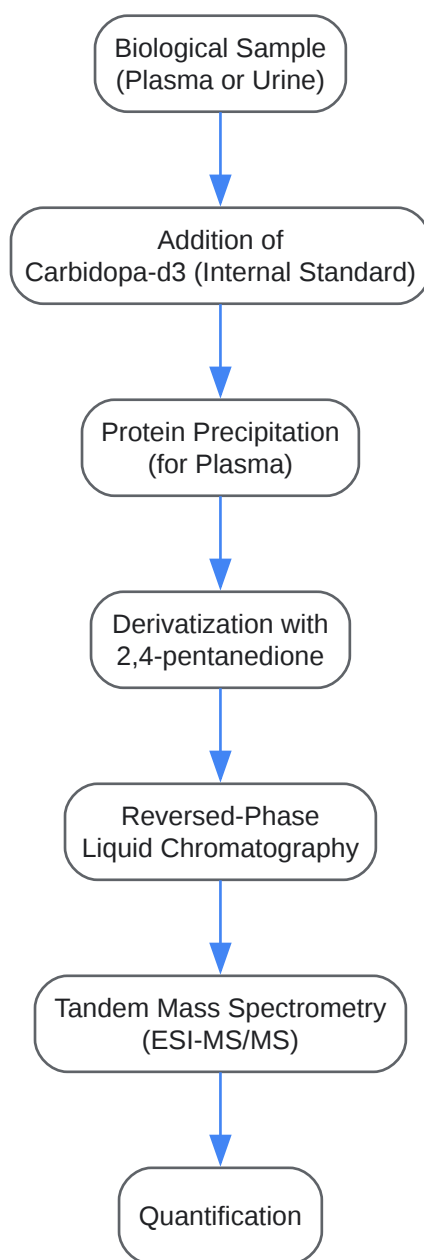 Biological Sample
(Plasma or Urine)
Addition of
Carbidopa-d3 (Internal Standard)
Protein Precipitation
(for Plasma)
Derivatization with
2,4-pentanedione
Reversed-Phase
Liquid Chromatography
Tandem Mass Spectrometry
(ESI-MS/MS)
Quantification